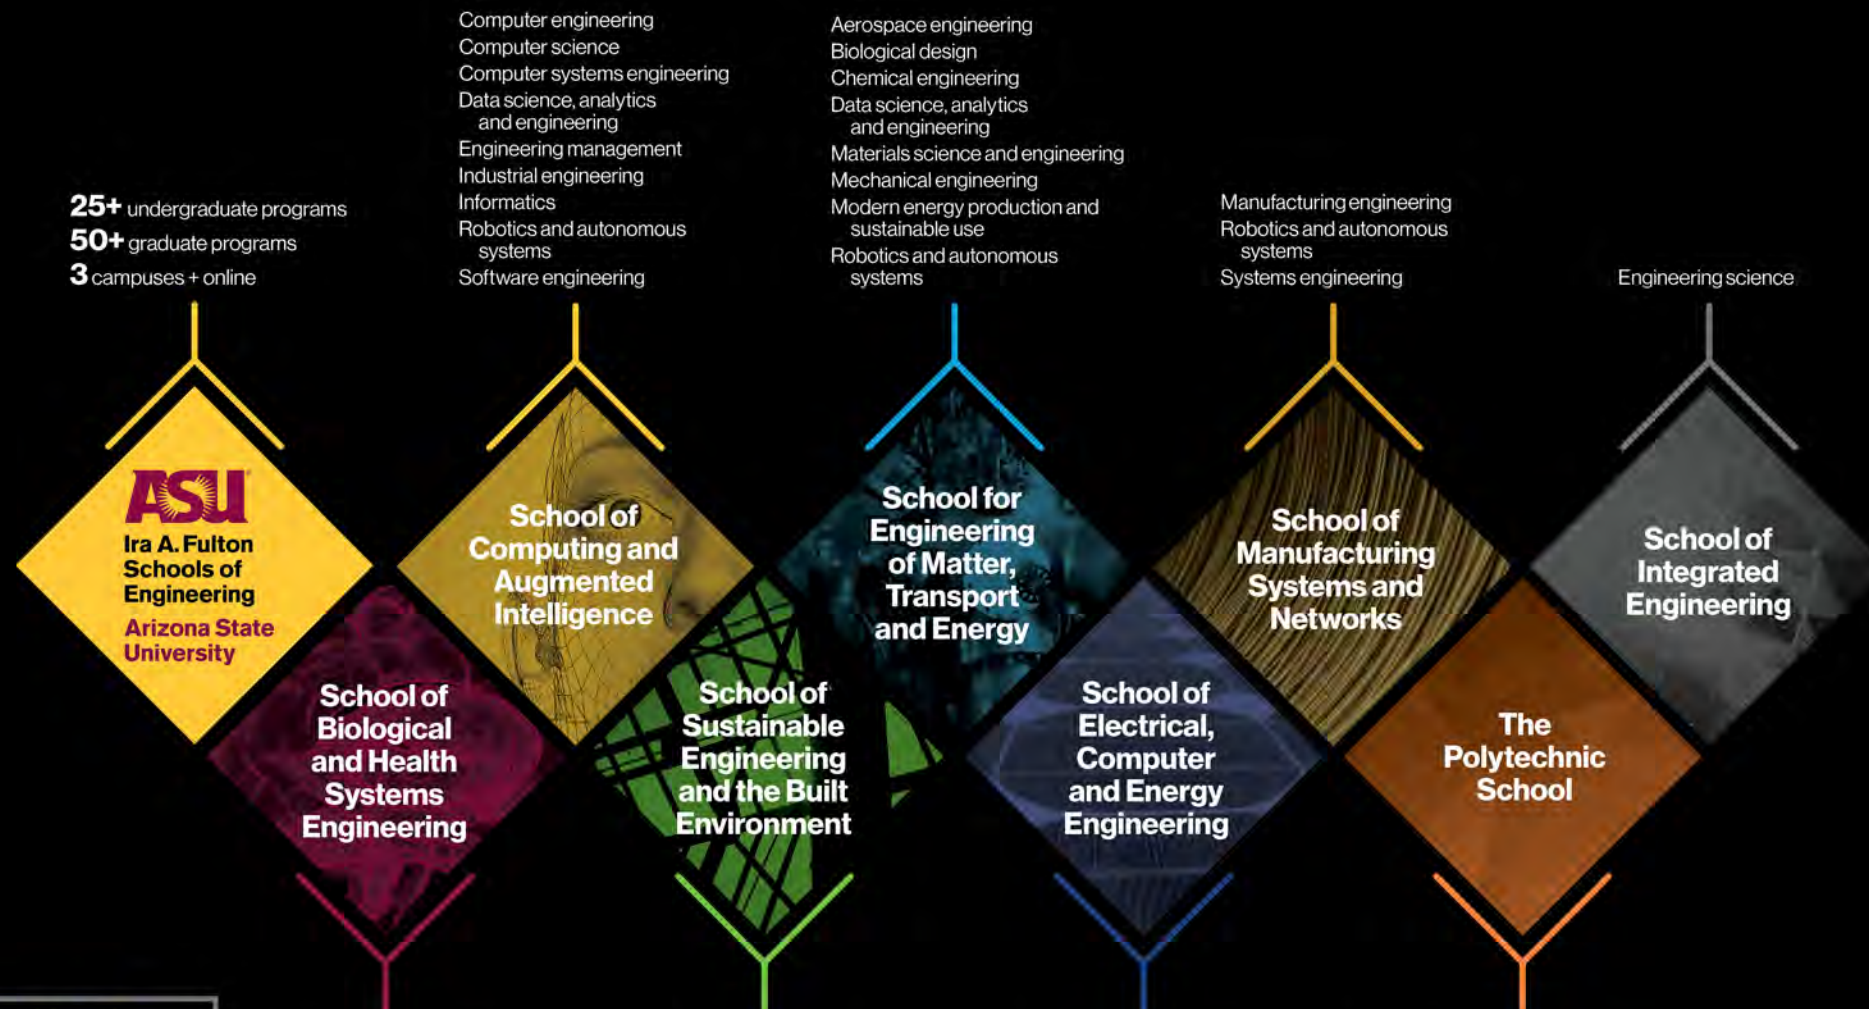 25+ undergraduate programs
50+ graduate programs
3 campuses + online
Computer engineering
Computer science
Computer systems engineering
Data science, analytics
and engineering
Engineering management
Industrial engineering
Informatics
Robotics and autonomous
systems
Software engineering
Aerospace engineering
Biological design
Chemical engineering
Data science, analytics
and engineering
Materials science and engineering
Mechanical engineering
Modern energy production and
sustainable use
Robotics and autonomous
systems
Manufacturing engineering
Robotics and autonomous
systems
Systems engineering
Engineering science
ASU
Ira A. Fulton
Schools of
Engineering
Arizona State
University
School of
Biological
and Health
Systems
Engineering
School of
Computing and
Augmented
Intelligence
School of
Sustainable
Engineering
and the Built
Environment
School for
Engineering
of Matter,
Transport
and Energy
School of
Electrical,
Computer
and Energy
Engineering
School of
Manufacturing
Systems and
Networks
The
Polytechnic
School
School of
Integrated
Engineering